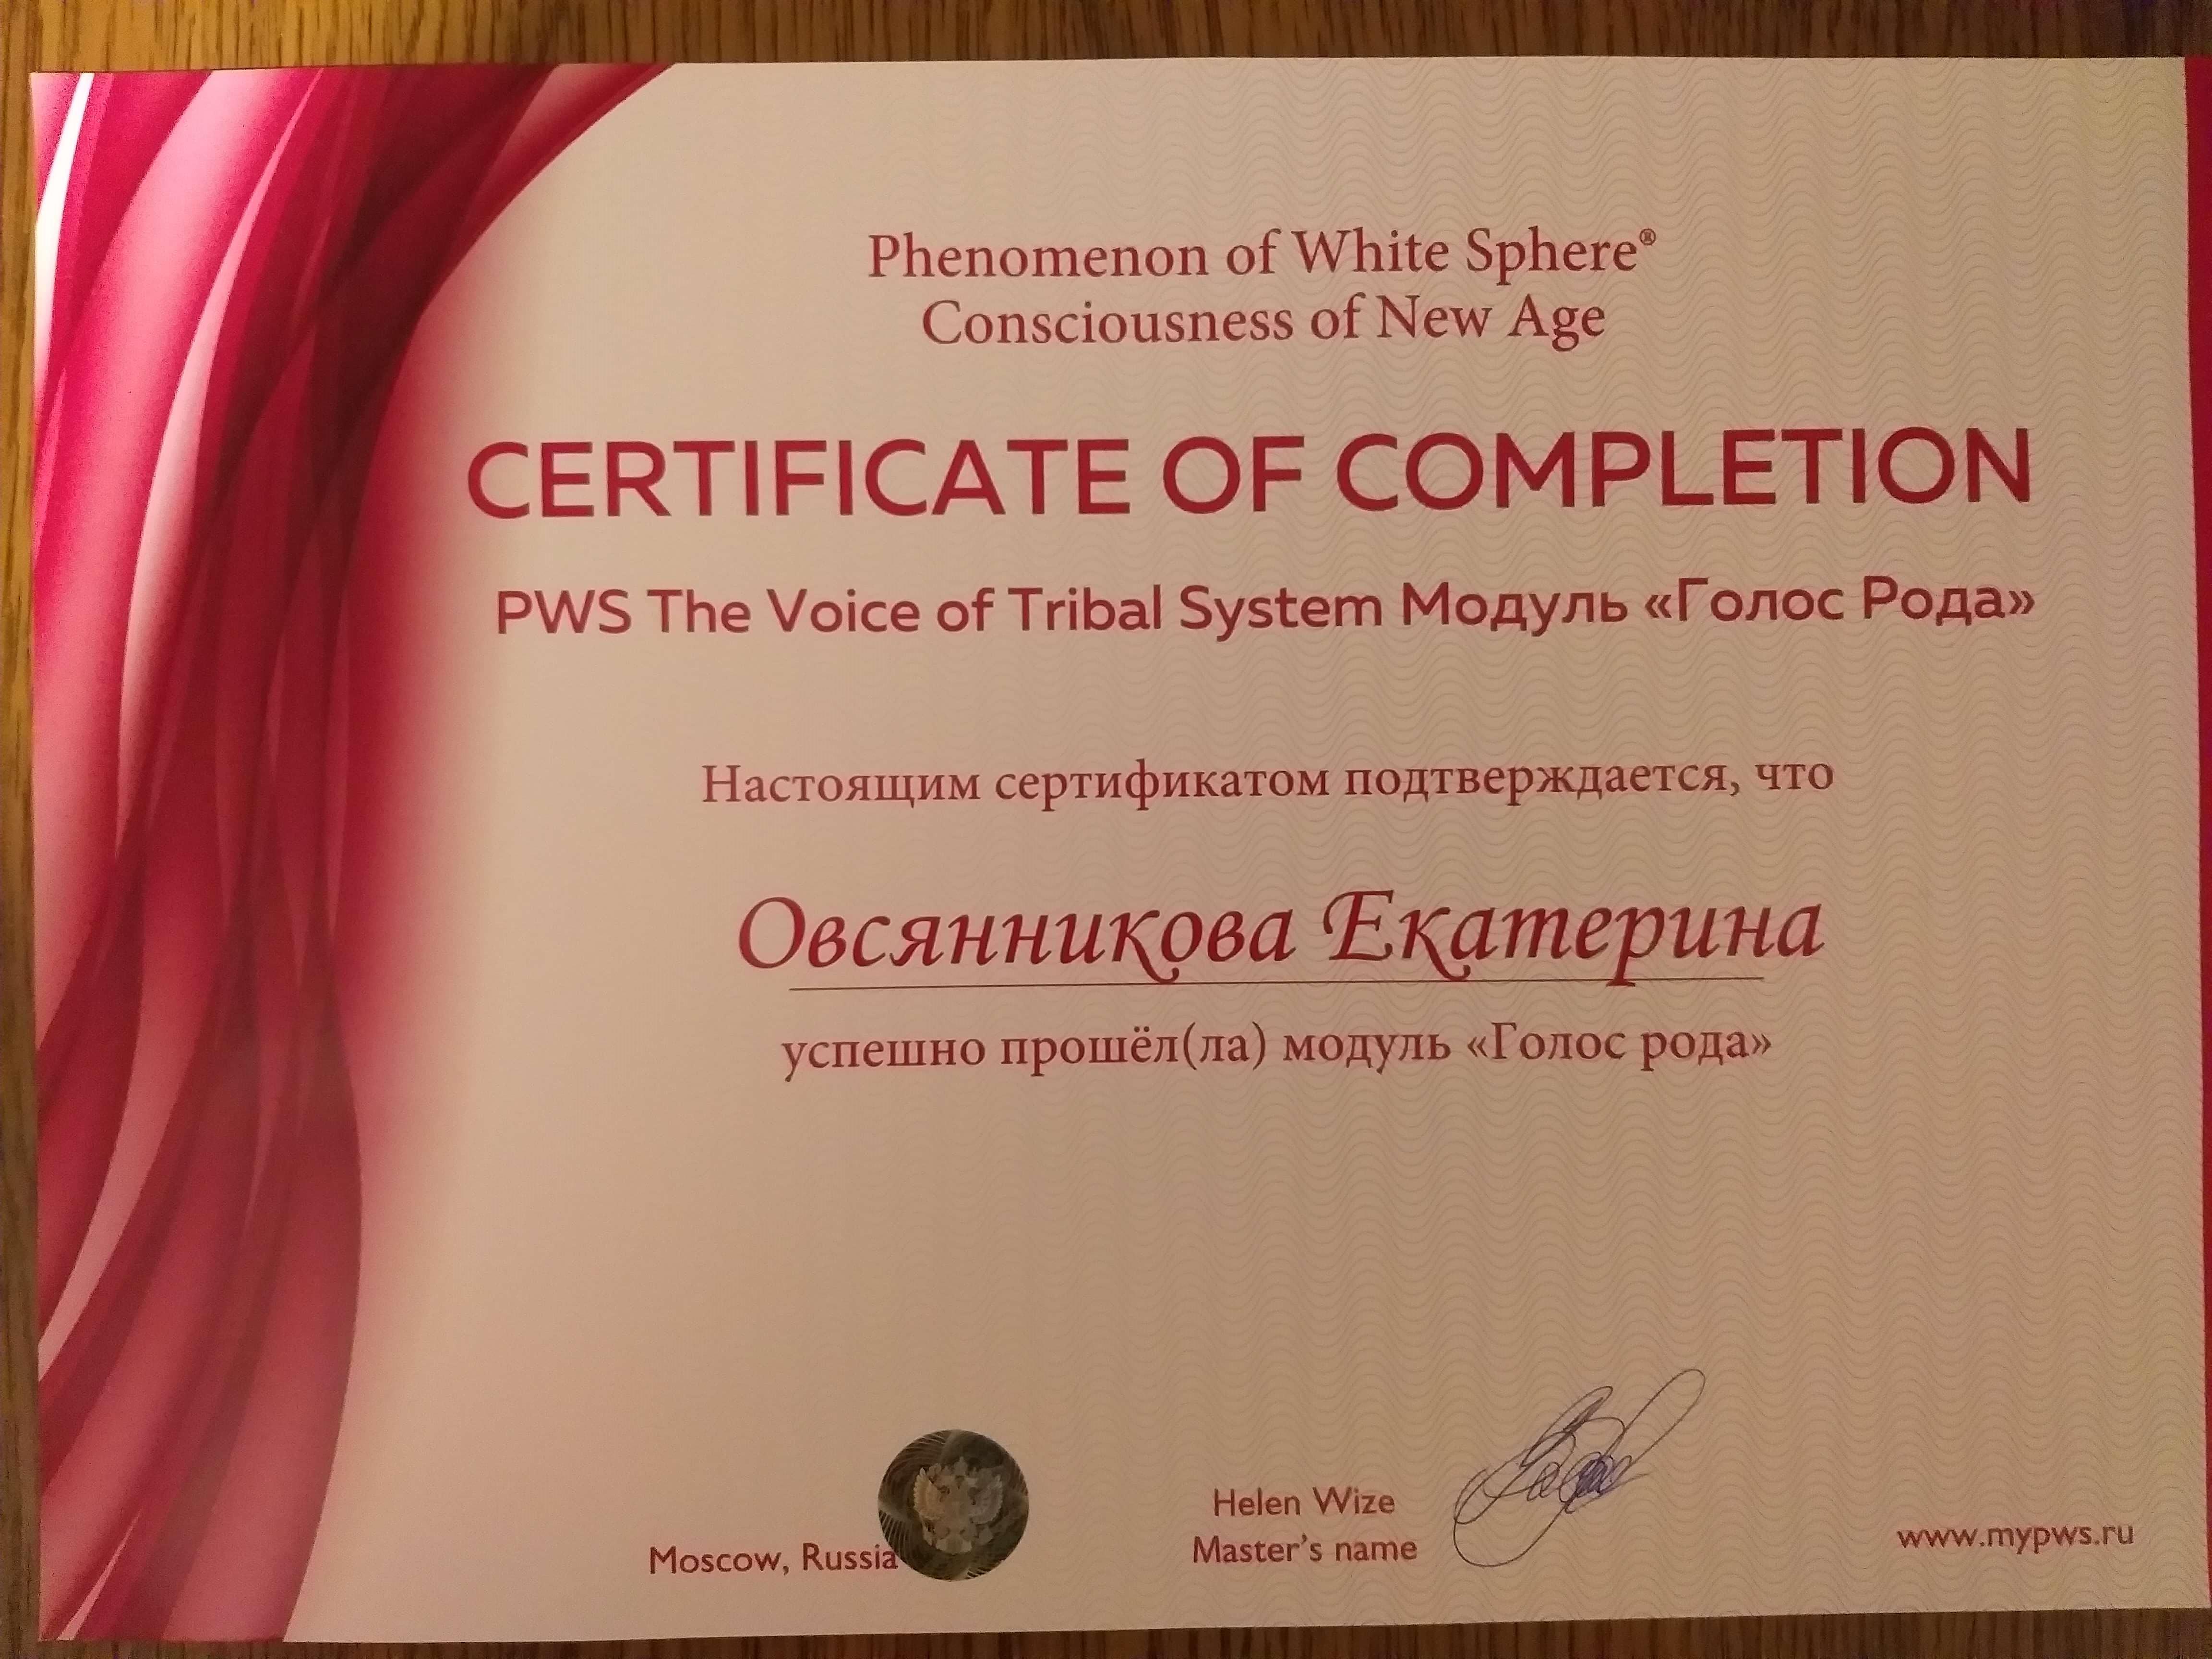 Phenomenon of White Sphere®
Consciousness of New Age
CERTIFICATE OF COMPLETION
PWS The Voice of Tribal System Модуль «Голос Рода»
Настоящим сертификатом подтверждается, что
Овсянникова Екатерина
успешно прошёл(ла) модуль «Голос рода»
Moscow, Russia
Helen Wize
Master's name
www.mypws.ru